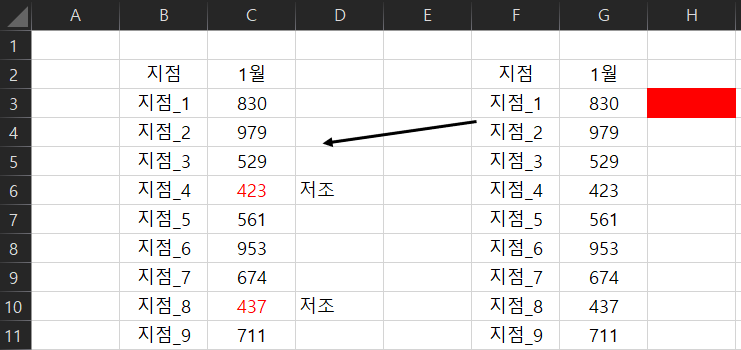 A B C D E F G H
1
2 지점 1월 지점 1월
3 지점_1 830 지점_1 830
4 지점_2 979 지점_2 979
5 지점_3 529 지점_3 529
6 지점_4 423 저조 지점_4 423
7 지점_5 561 지점_5 561
8 지점_6 953 지점_6 953
9 지점_7 674 지점_7 674
10 지점_8 437 저조 지점_8 437
11 지점_9 711 지점_9 711